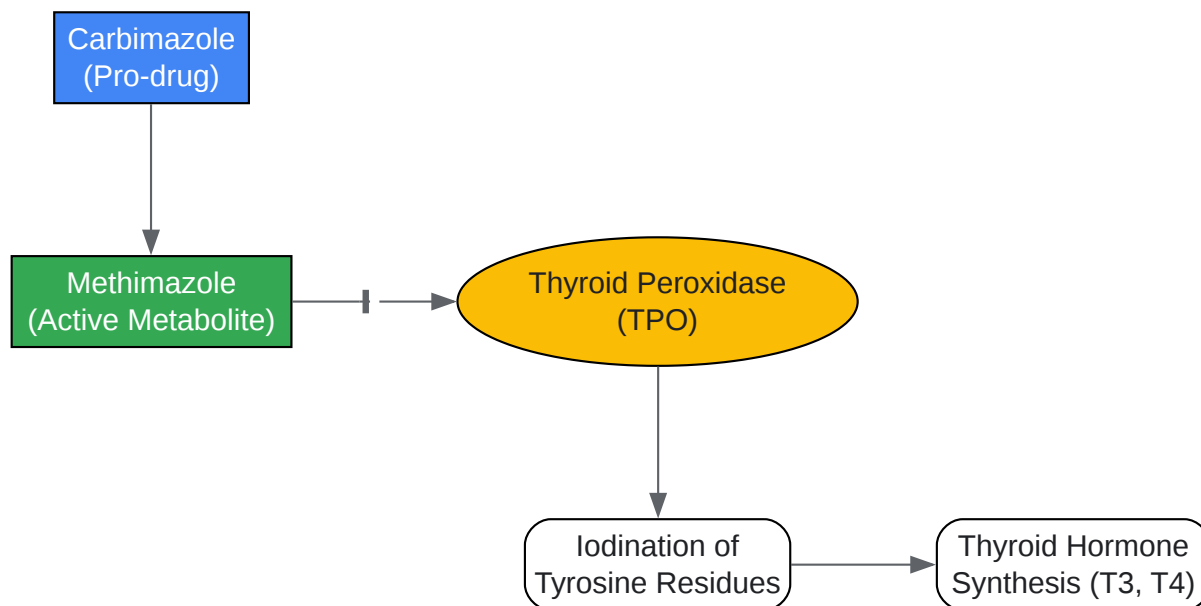 Carbimazole
(Pro-drug)
Methimazole
(Active Metabolite)
Thyroid Peroxidase
(TPO)
Iodination of
Tyrosine Residues
Thyroid Hormone
Synthesis (T3, T4)